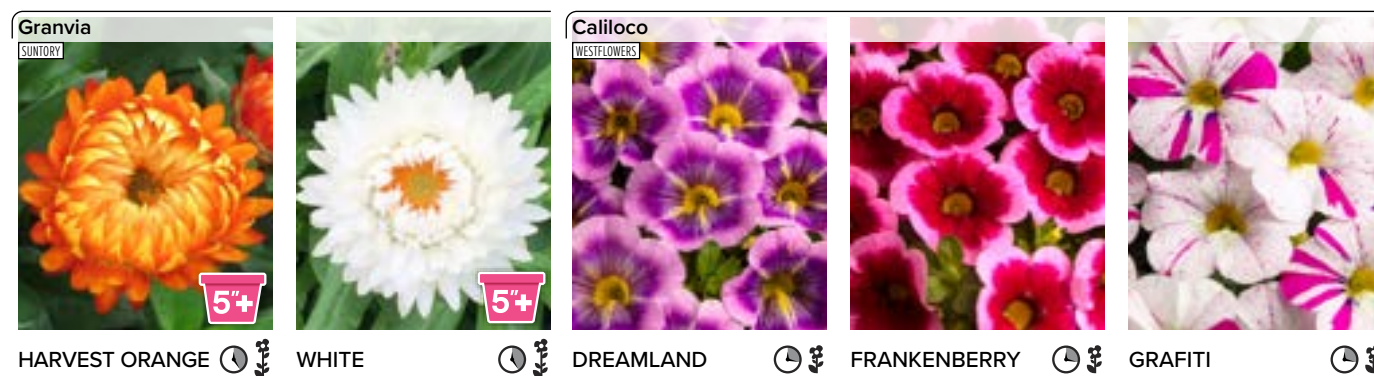 Granvia
SUNTORY
5"+
HARVEST ORANGE
5"+
WHITE
Caliloco
WESTFLOWERS
DREAMLAND
FRANKENBERRY
GRAFITI